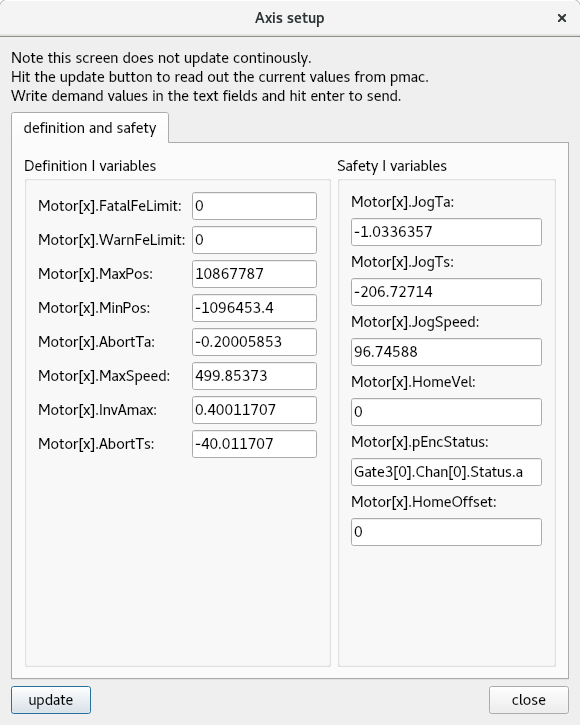 Axis setup
×
Note this screen does not update continously.
Hit the update button to read out the current values from pmac.
Write demand values in the text fields and hit enter to send.
definition and safety
Definition I variables
Motor[x].FatalFeLimit: 0
Motor[x].WarnFeLimit: 0
Motor[x].MaxPos: 10867787
Motor[x].MinPos: -1096453.4
Motor[x].AbortTa: -0.20005853
Motor[x].MaxSpeed: 499.85373
Motor[x].InvAmax: 0.40011707
Motor[x].AbortTs: -40.011707
Safety I variables
Motor[x].JogTa:
-1.0336357
Motor[x].JogTs:
-206.72714
Motor[x].JogSpeed:
96.74588
Motor[x].HomeVel:
0
Motor[x].pEncStatus:
Gate3[0].Chan[0].Status.a
Motor[x].HomeOffset:
0
update
close